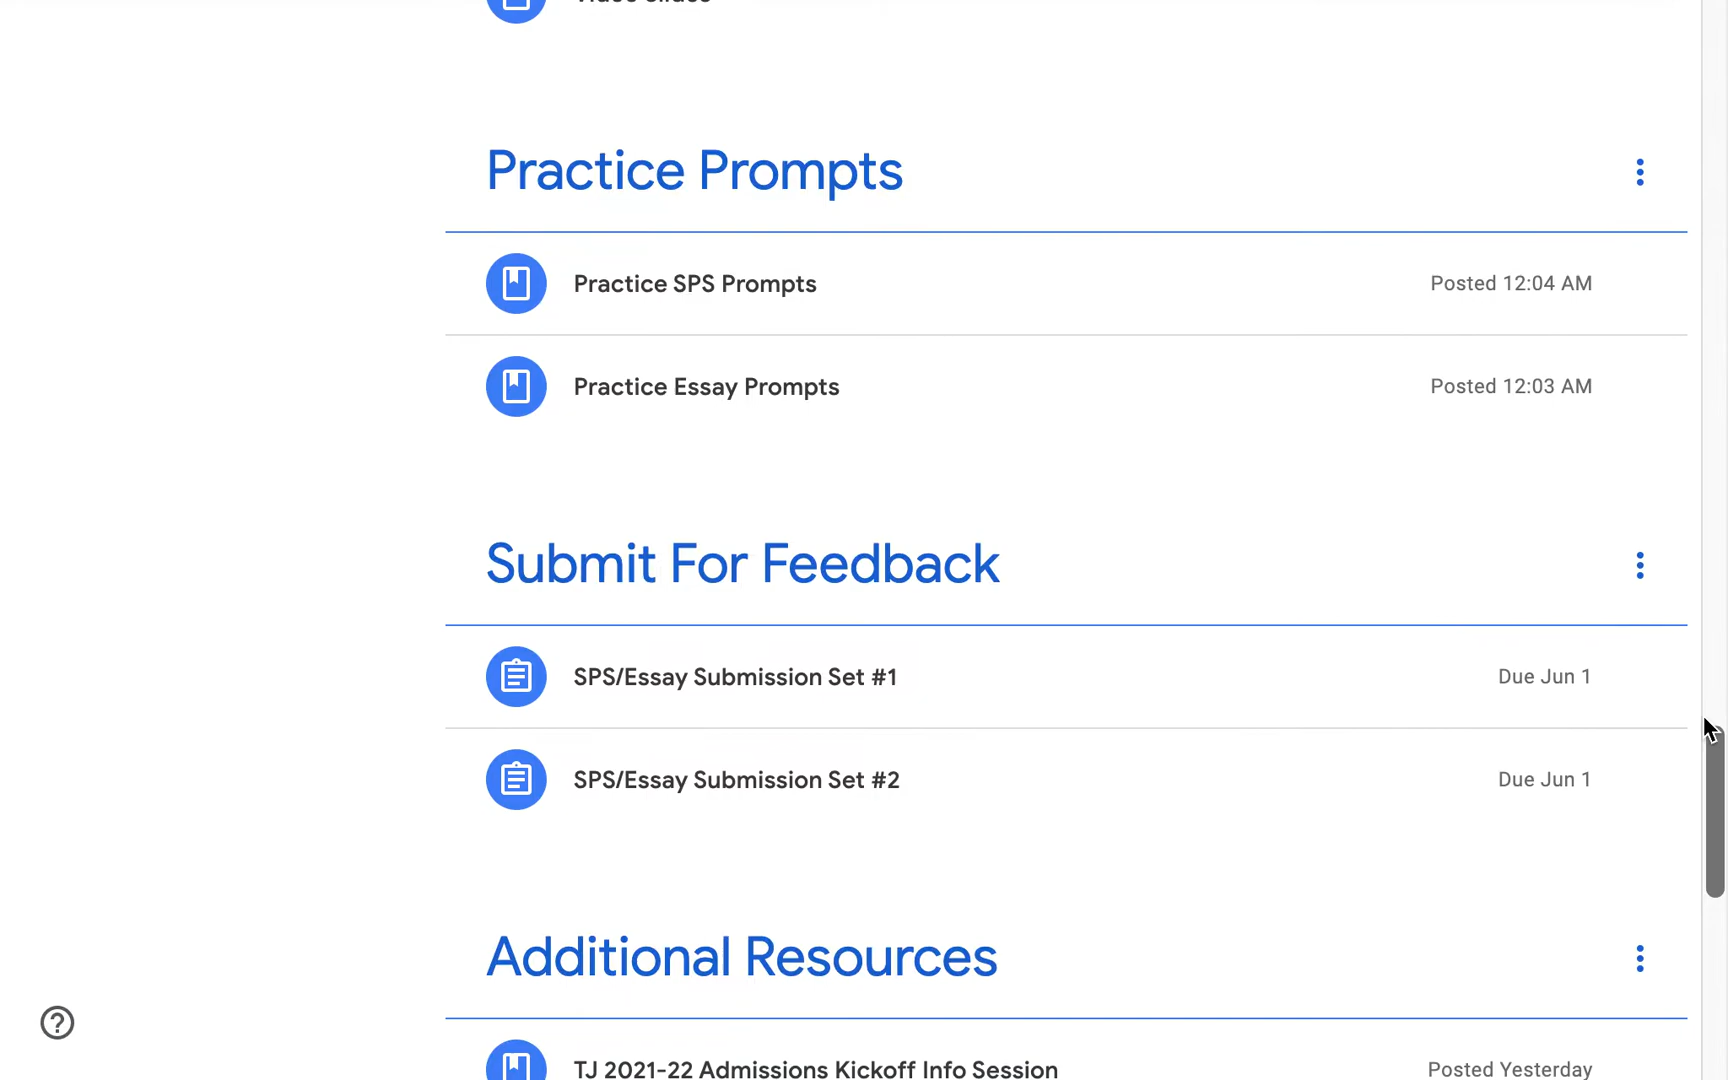 Video Slides
Practice Prompts
Practice SPS Prompts Posted 12:04 AM
Practice Essay Prompts Posted 12:03 AM
Submit For Feedback
SPS/Essay Submission Set #1 Due Jun 1
SPS/Essay Submission Set #2 Due Jun 1
Additional Resources
TJ 2021-22 Admissions Kickoff Info Session Posted Yesterday